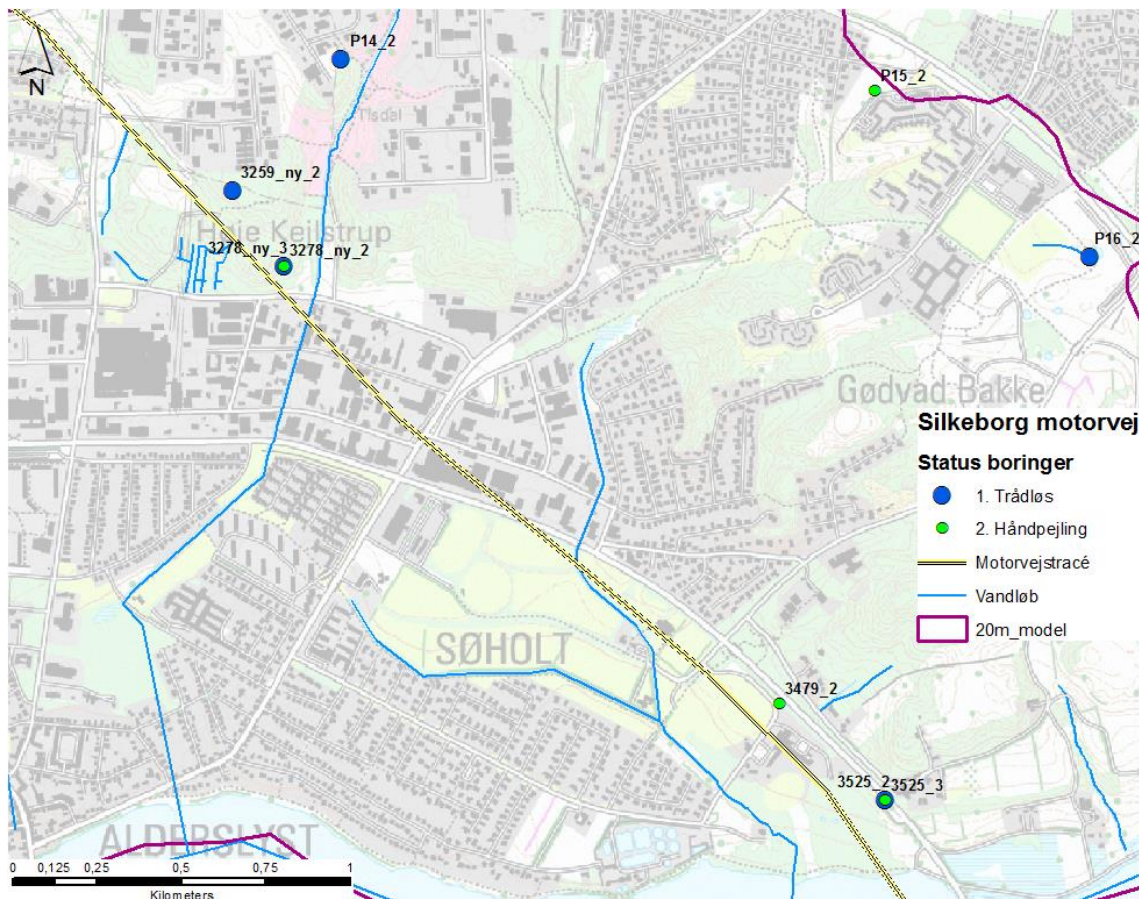 P14_2
P15_2
N
Tisdal
3259_ny_2
Høje Kejlstrup
3278_ny_3 3278_ny_2
P16_2
Gødvad Bakke
Silkeborg motorvej
Status boringer
1. Trådløs
2. Håndpejling
Motorvejstracé
Vandløb
20m_model
SØHOLT
3479_2
3525_2 3525_3
ALDERSLYST
0 0,125 0,25 0,5 0,75 1
Kilometers